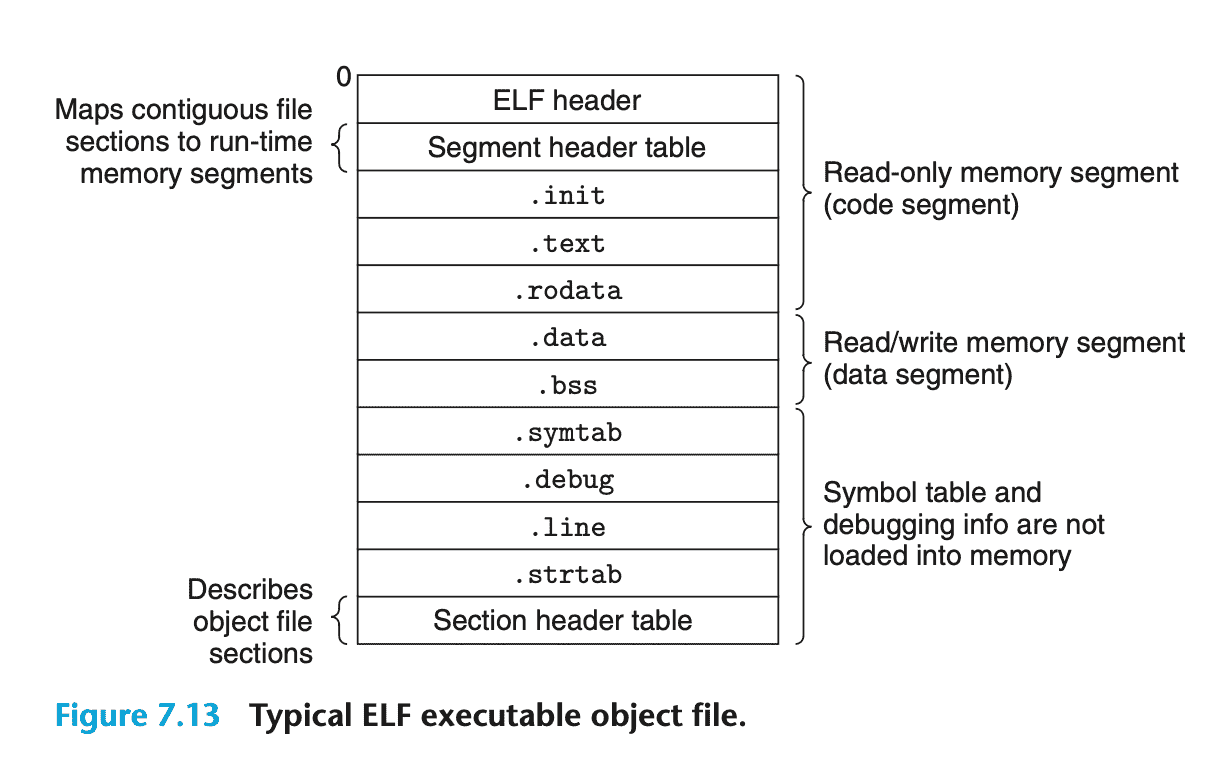 0
Maps contiguous file
sections to run-time
memory segments
ELF header
Segment header table
.init
.text
.rodata
.data
.bss
.symtab
.debug
.line
.strtab
Section header table
Describes
object file
sections
Read-only memory segment
(code segment)
Read/write memory segment
(data segment)
Symbol table and
debugging info are not
loaded into memory
Figure 7.13 Typical ELF executable object file.